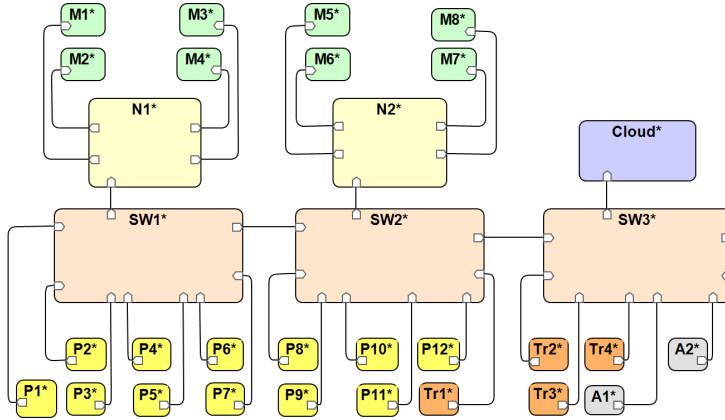 M1*
M3*
M5*
M8*
M2*
M4*
M6*
M7*
N1*
N2*
Cloud*
SW1*
SW2*
SW3*
P2*
P4*
P6*
P8*
P10*
P12*
Tr2*
Tr4*
A2*
P1*
P3*
P5*
P7*
P9*
P11*
Tr1*
Tr3*
A1*